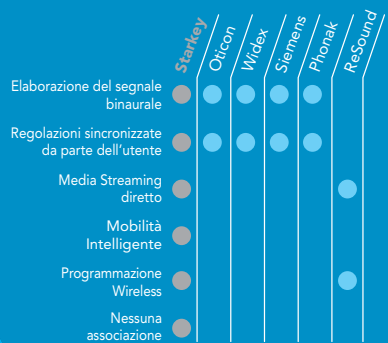 Starkey
Oticon
Widex
Siemens
Phonak
ReSound
Elaborazione del segnale
binaurale
Regolazioni sincronizzate
da parte dell'utente
Media Streaming
diretto
Mobilità
Intelligente
Programmazione
Wireless
Nessuna
associazione